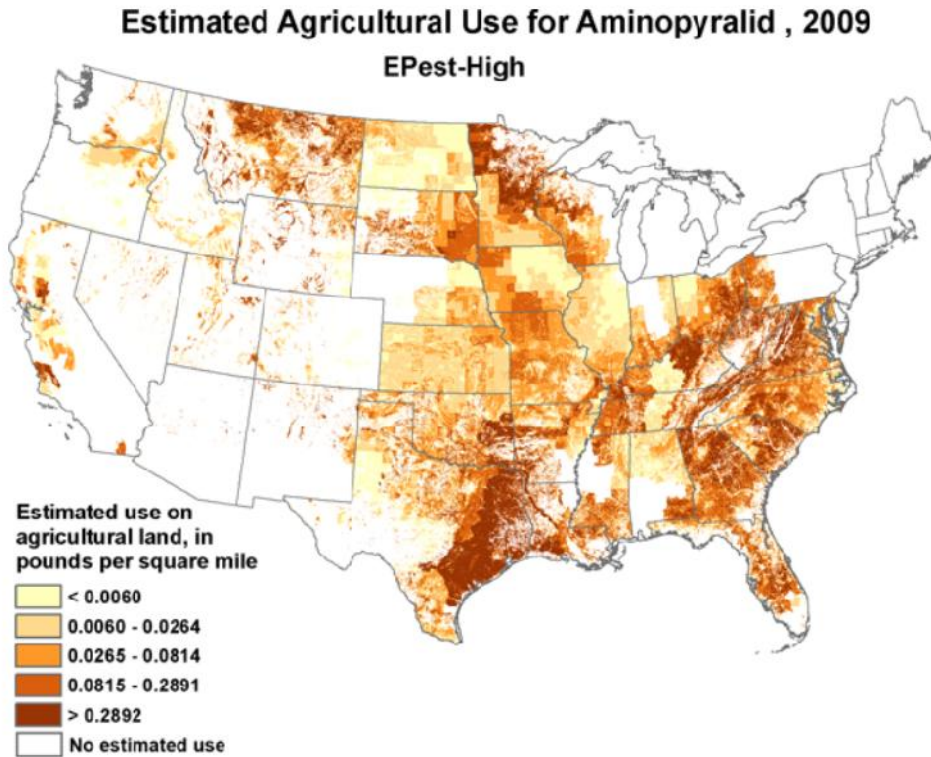 Estimated Agricultural Use for Aminopyralid , 2009
EPest-High
Estimated use on
agricultural land, in
pounds per square mile
< 0.0060
0.0060 - 0.0264
0.0265 - 0.0814
0.0815 - 0.2891
> 0.2892
No estimated use